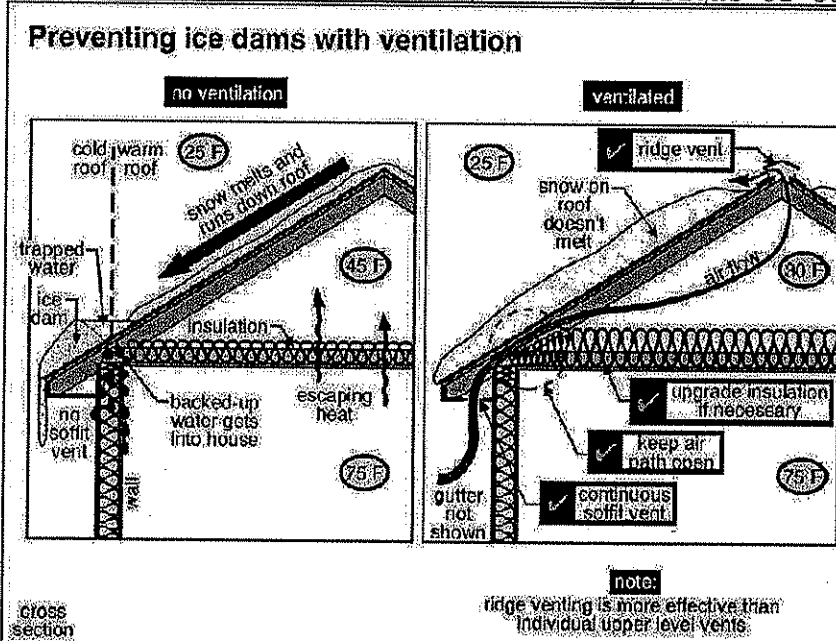 Preventing ice dams with ventilation
no ventilation
cold roof
warm roof
25 F
snow melts and
runs down roof
trapped
water
45 F
ice
dam
insulation
no
soffit
vent
backed-up
water gets
into house
escaping
heat
wall
75 F
cross
section
ventilated
25 F
✓ ridge vent
snow on
roof
doesn't
melt
air flow
30 F
✓ upgrade insulation
if necessary
✓ keep air
path open
75 F
✓ continuous
soffit vent
gutter
not
shown
note:
ridge venting is more effective than
individual upper level vents